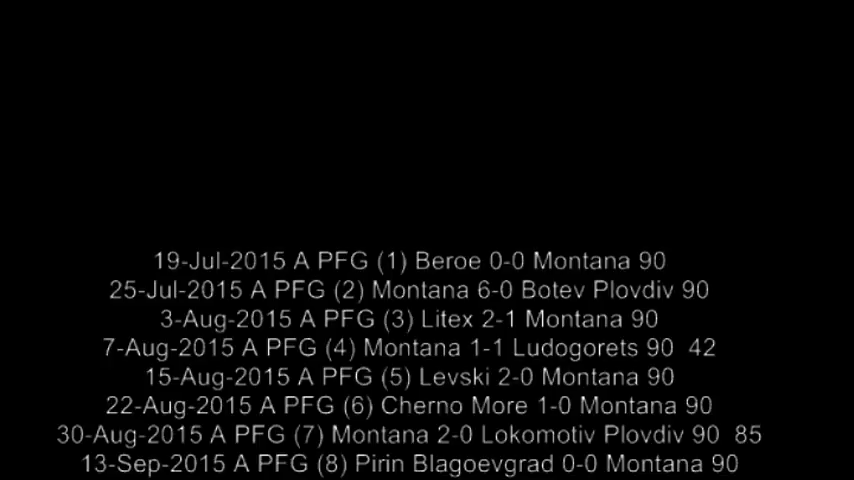 19-Jul-2015 A PFG (1) Beroe 0-0 Montana 90
25-Jul-2015 A PFG (2) Montana 6-0 Botev Plovdiv 90
3-Aug-2015 A PFG (3) Litex 2-1 Montana 90
7-Aug-2015 A PFG (4) Montana 1-1 Ludogorets 90 42
15-Aug-2015 A PFG (5) Levski 2-0 Montana 90
22-Aug-2015 A PFG (6) Cherno More 1-0 Montana 90
30-Aug-2015 A PFG (7) Montana 2-0 Lokomotiv Plovdiv 90 85
13-Sep-2015 A PFG (8) Pirin Blagoevgrad 0-0 Montana 90